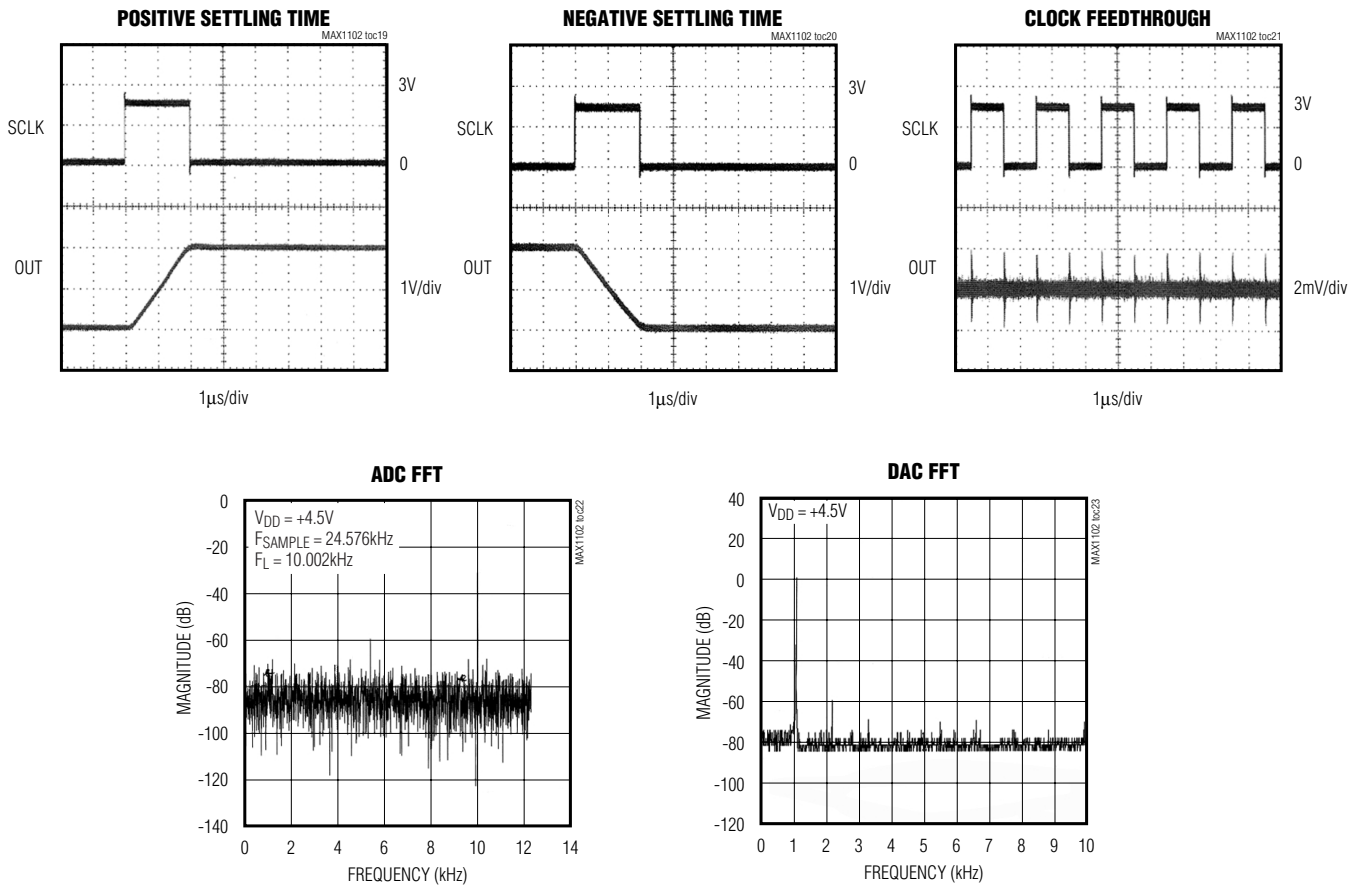 POSITIVE SETTLING TIME
MAX1102 toc19
SCLK
3V
0
OUT
1V/div
1µs/div
NEGATIVE SETTLING TIME
MAX1102 toc20
SCLK
3V
0
OUT
1V/div
1µs/div
CLOCK FEEDTHROUGH
MAX1102 toc21
SCLK
3V
0
OUT
2mV/div
1µs/div
ADC FFT
MAX1102 toc22
VDD = +4.5V
FSAMPLE = 24.576kHz
FL = 10.002kHz
MAGNITUDE (dB)
0
-20
-40
-60
-80
-100
-120
-140
0 2 4 6 8 10 12 14
FREQUENCY (kHz)
DAC FFT
MAX1102 toc23
VDD = +4.5V
MAGNITUDE (dB)
40
20
0
-20
-40
-60
-80
-100
-120
0 1 2 3 4 5 6 7 8 9 10
FREQUENCY (kHz)